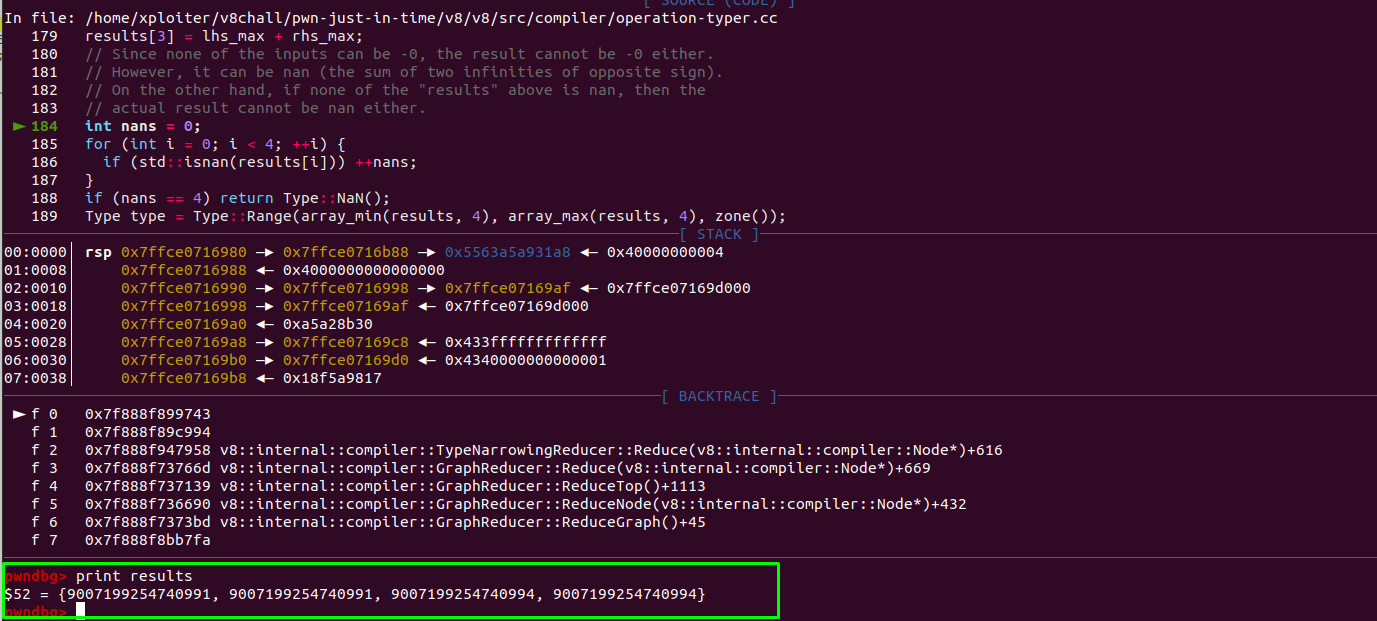 [ SOURCE (CODE) ]
In file: /home/xploiter/v8chall/pwn-just-in-time/v8/v8/src/compiler/operation-typer.cc
179 results[3] = lhs_max + rhs_max;
180 // Since none of the inputs can be -0, the result cannot be -0 either.
181 // However, it can be nan (the sum of two infinities of opposite sign).
182 // On the other hand, if none of the "results" above is nan, then the
183 // actual result cannot be nan either.
► 184 int nans = 0;
185 for (int i = 0; i < 4; ++i) {
186 if (std::isnan(results[i])) ++nans;
187 }
188 if (nans == 4) return Type::NaN();
189 Type type = Type::Range(array_min(results, 4), array_max(results, 4), zone());
[ STACK ]
00:0000│ rsp 0x7ffce0716980 —▸ 0x7ffce0716b88 —▸ 0x5563a5a931a8 ◂— 0x40000000004
01:0008│ 0x7ffce0716988 ◂— 0x4000000000000000
02:0010│ 0x7ffce0716990 —▸ 0x7ffce0716998 —▸ 0x7ffce07169af ◂— 0x7ffce07169d000
03:0018│ 0x7ffce0716998 —▸ 0x7ffce07169af ◂— 0x7ffce07169d000
04:0020│ 0x7ffce07169a0 ◂— 0xa5a28b30
05:0028│ 0x7ffce07169a8 —▸ 0x7ffce07169c8 ◂— 0x433fffffffffffff
06:0030│ 0x7ffce07169b0 —▸ 0x7ffce07169d0 ◂— 0x4340000000000001
07:0038│ 0x7ffce07169b8 ◂— 0x18f5a9817
[ BACKTRACE ]
► f 0 0x7f888f899743
f 1 0x7f888f89c994
f 2 0x7f888f947958 v8::internal::compiler::TypeNarrowingReducer::Reduce(v8::internal::compiler::Node*)+616
f 3 0x7f888f73766d v8::internal::compiler::GraphReducer::Reduce(v8::internal::compiler::Node*)+669
f 4 0x7f888f737139 v8::internal::compiler::GraphReducer::ReduceTop()+1113
f 5 0x7f888f736690 v8::internal::compiler::GraphReducer::ReduceNode(v8::internal::compiler::Node*)+432
f 6 0x7f888f7373bd v8::internal::compiler::GraphReducer::ReduceGraph()+45
f 7 0x7f888f8bb7fa
pwndbg> print results
$52 = {9007199254740991, 9007199254740991, 9007199254740994, 9007199254740994}
pwndbg>